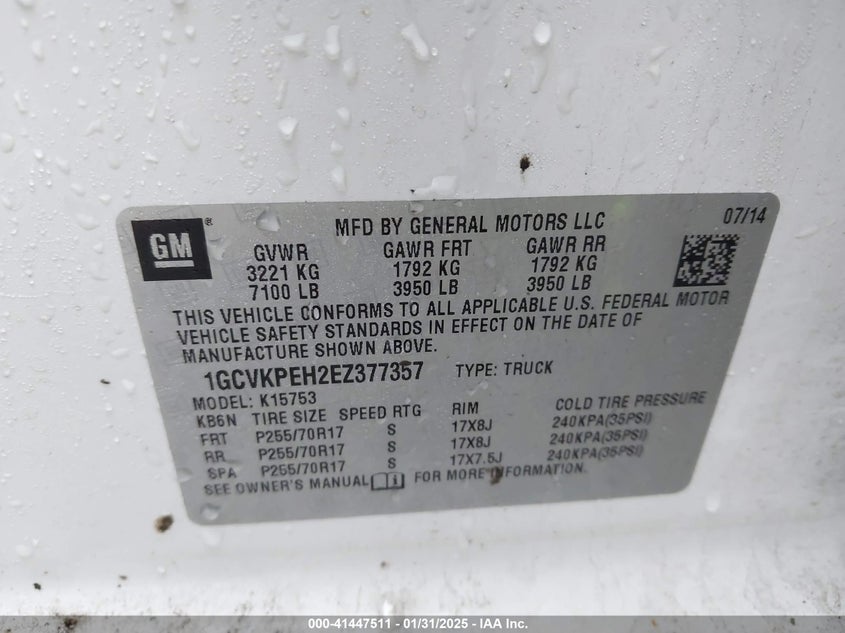 GM ®
MFD BY GENERAL MOTORS LLC
07/14
GVWR GAWR FRT GAWR RR
3221 KG 1792 KG 1792 KG
7100 LB 3950 LB 3950 LB
THIS VEHICLE CONFORMS TO ALL APPLICABLE U.S. FEDERAL MOTOR
VEHICLE SAFETY STANDARDS IN EFFECT ON THE DATE OF
MANUFACTURE SHOWN ABOVE.
1GCVKPEH2EZ377357 TYPE: TRUCK
MODEL: K15753
KB6N TIRE SIZE SPEED RTG RIM COLD TIRE PRESSURE
FRT P255/70R17 S 17X8J 240KPA(35PSI)
RR P255/70R17 S 17X8J 240KPA(35PSI)
SPA P255/70R17 S 17X7.5J 240KPA(35PSI)
SEE OWNER'S MANUAL i FOR MORE INFORMATION.
000-41447511 - 01/31/2025 - IAA Inc.